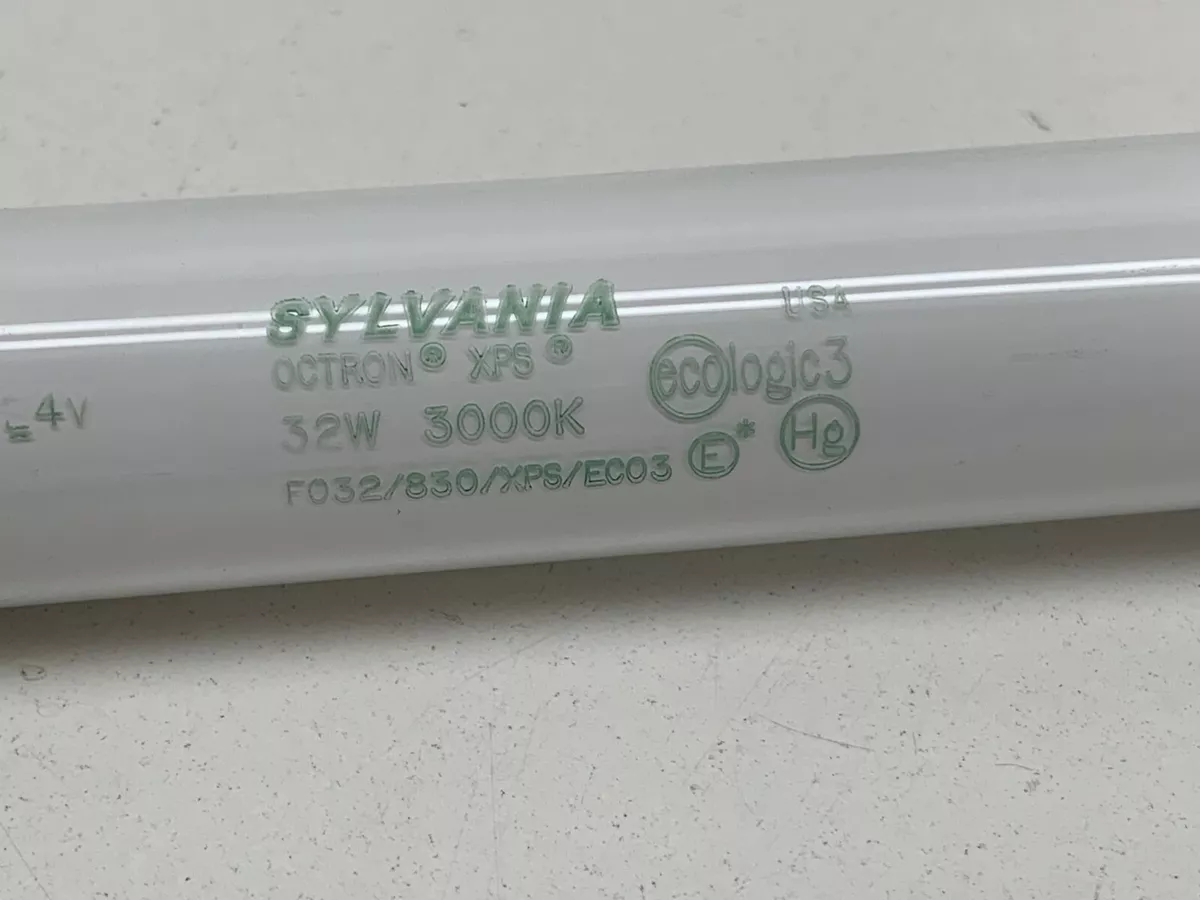 SYLVANIA
OCTRON® XPS®
32W 3000K
FO32/830/XPS/ECO3
USA
ecologic3
E* Hg
4V